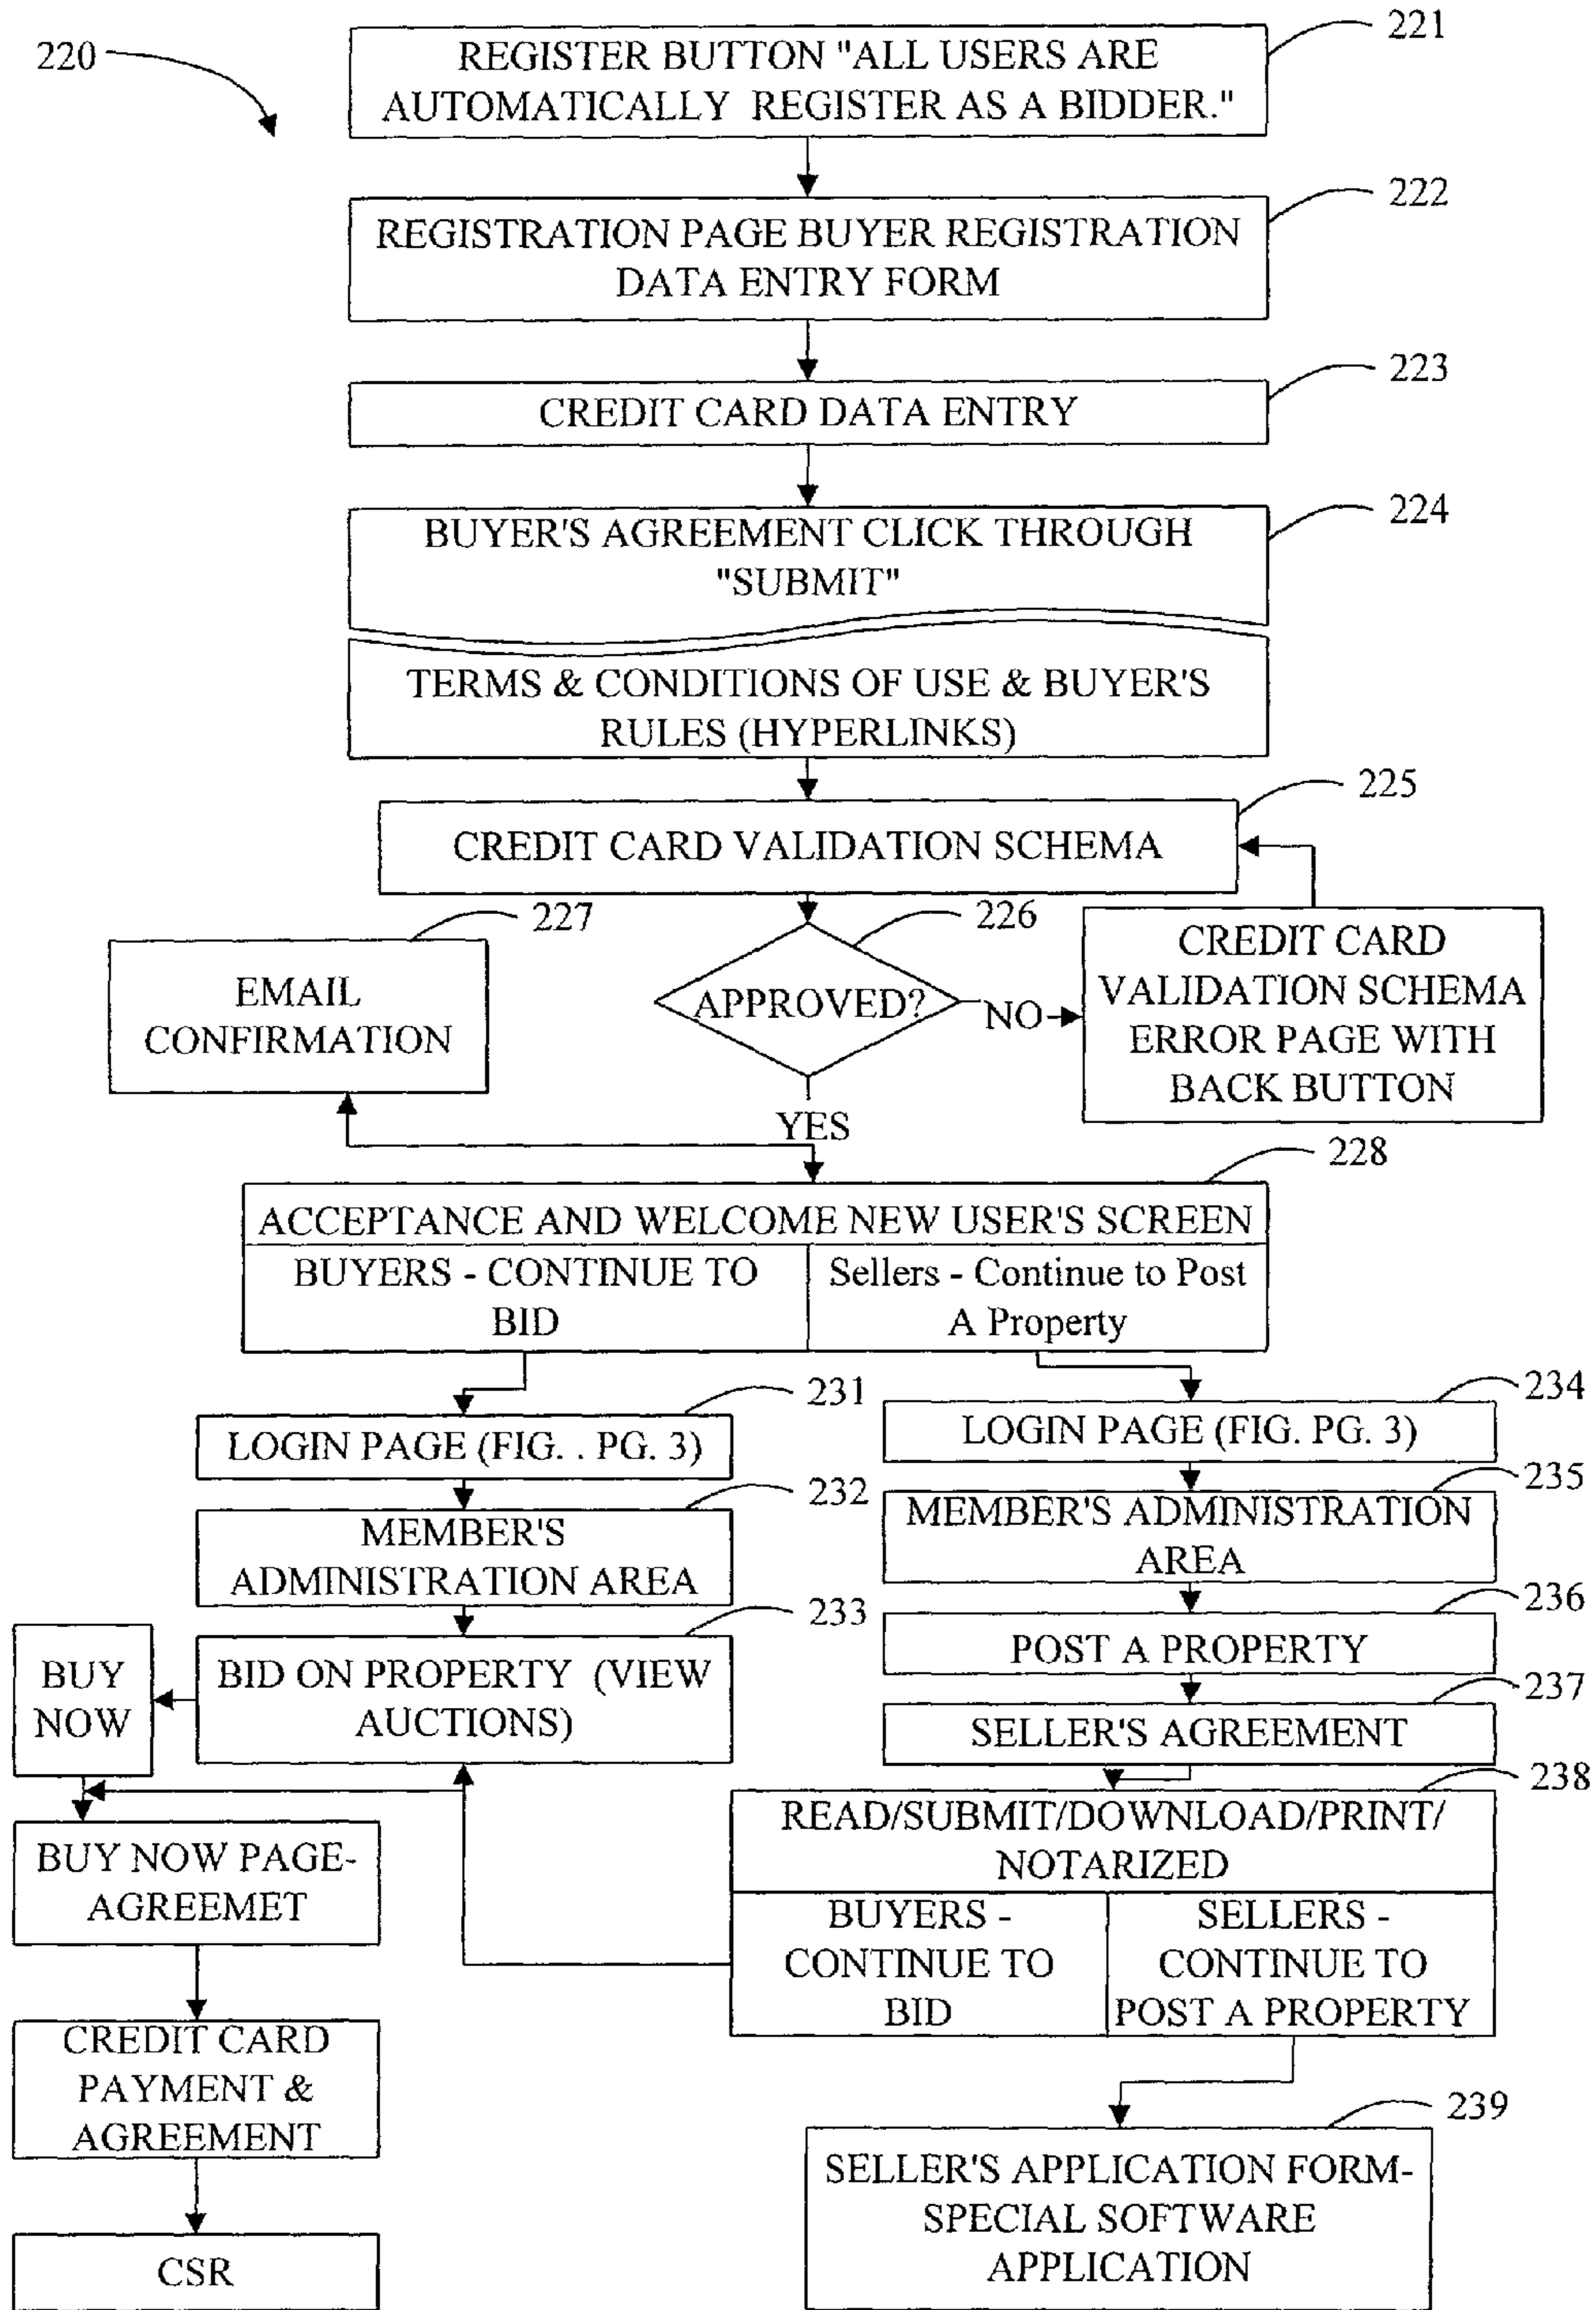 220
REGISTER BUTTON "ALL USERS ARE
AUTOMATICALLY REGISTER AS A BIDDER."
221
REGISTRATION PAGE BUYER REGISTRATION
DATA ENTRY FORM
222
CREDIT CARD DATA ENTRY
223
BUYER'S AGREEMENT CLICK THROUGH
"SUBMIT"
224
TERMS & CONDITIONS OF USE & BUYER'S
RULES (HYPERLINKS)
CREDIT CARD VALIDATION SCHEMA
225
227
EMAIL
CONFIRMATION
226
APPROVED?
NO
YES
CREDIT CARD
VALIDATION SCHEMA
ERROR PAGE WITH
BACK BUTTON
228
ACCEPTANCE AND WELCOME NEW USER'S SCREEN
BUYERS - CONTINUE TO
BID
Sellers - Continue to Post
A Property
231
LOGIN PAGE (FIG. . PG. 3)
232
MEMBER'S
ADMINISTRATION AREA
233
BID ON PROPERTY (VIEW
AUCTIONS)
BUY
NOW
BUY NOW PAGE-
AGREEMET
CREDIT CARD
PAYMENT &
AGREEMENT
CSR
234
LOGIN PAGE (FIG. PG. 3)
235
MEMBER'S ADMINISTRATION
AREA
236
POST A PROPERTY
237
SELLER'S AGREEMENT
238
READ/SUBMIT/DOWNLOAD/PRINT/
NOTARIZED
BUYERS -
CONTINUE TO
BID
SELLERS -
CONTINUE TO
POST A PROPERTY
239
SELLER'S APPLICATION FORM-
SPECIAL SOFTWARE
APPLICATION